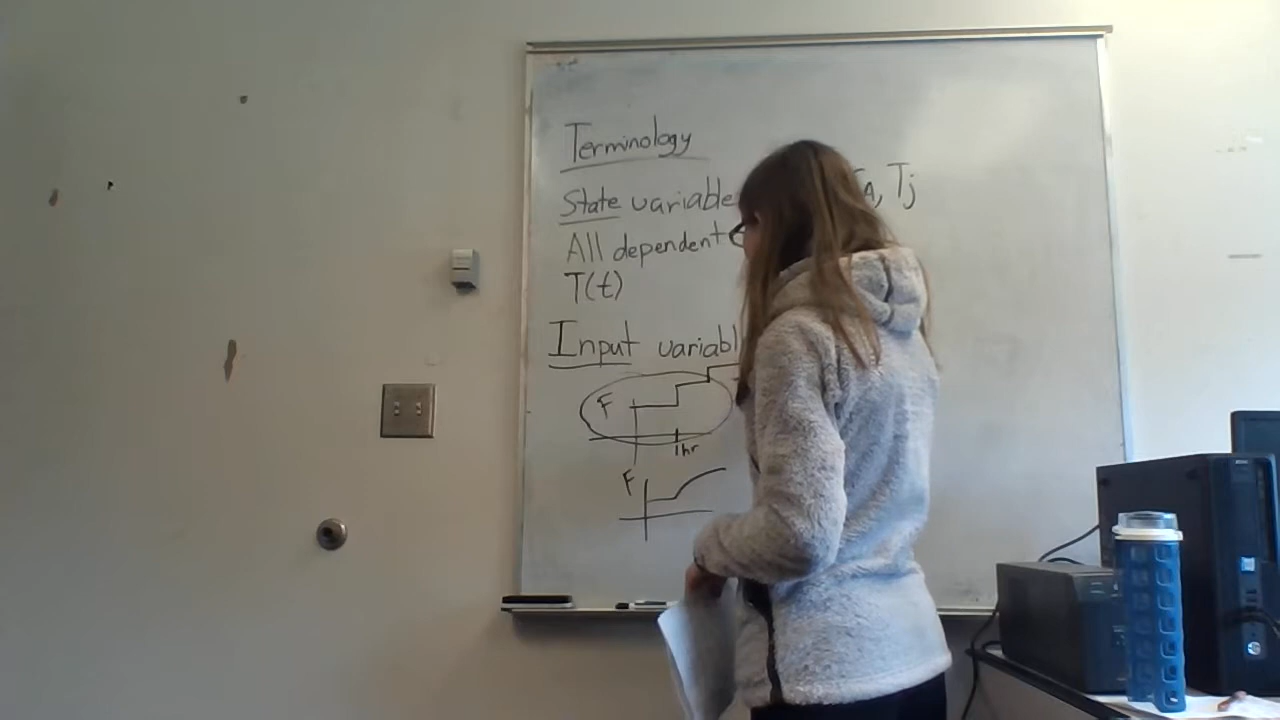 Terminology
State variable
A, Tj
All dependent
T(t)
Input variabl
F
1hr
F